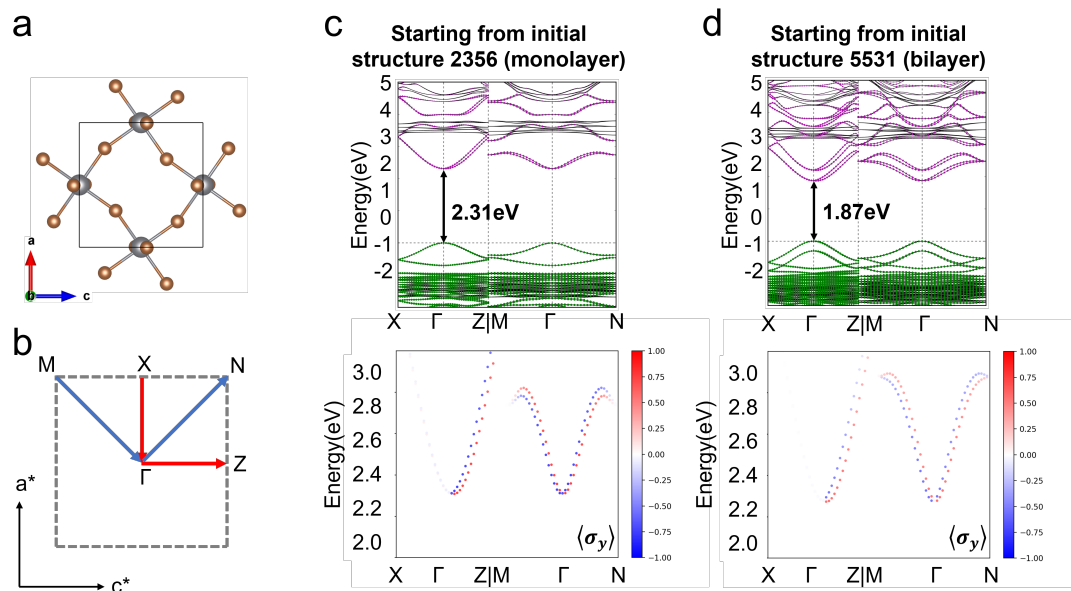 a
a
b
c
b
M
X
N
Γ
Z
a*
c*
c
Starting from initial
structure 2356 (monolayer)
Energy(eV)
5
4
3
2
1
0
-1
-2
2.31eV
X
Γ
Z|M
Γ
N
Energy(eV)
3.0
2.8
2.6
2.4
2.2
2.0
⟨σy⟩
X
Γ
Z|M
Γ
N
1.00
0.75
0.50
0.25
0.00
−0.25
−0.50
−0.75
−1.00
d
Starting from initial
structure 5531 (bilayer)
Energy(eV)
5
4
3
2
1
0
-1
-2
1.87eV
X
Γ
Z|M
Γ
N
Energy(eV)
3.0
2.8
2.6
2.4
2.2
2.0
⟨σy⟩
X
Γ
Z|M
Γ
N
1.00
0.75
0.50
0.25
0.00
−0.25
−0.50
−0.75
−1.00